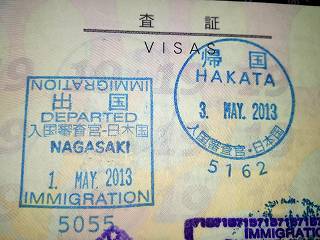 査 証
VISAS
IMMIGRATION
出 国
DEPARTED
入国審査官-日本国
NAGASAKI
1. MAY. 2013
IMMIGRATION
5055
帰 国
HAKATA
3. MAY. 2013
入国審査官・日本国
5162
IMMIGRATION